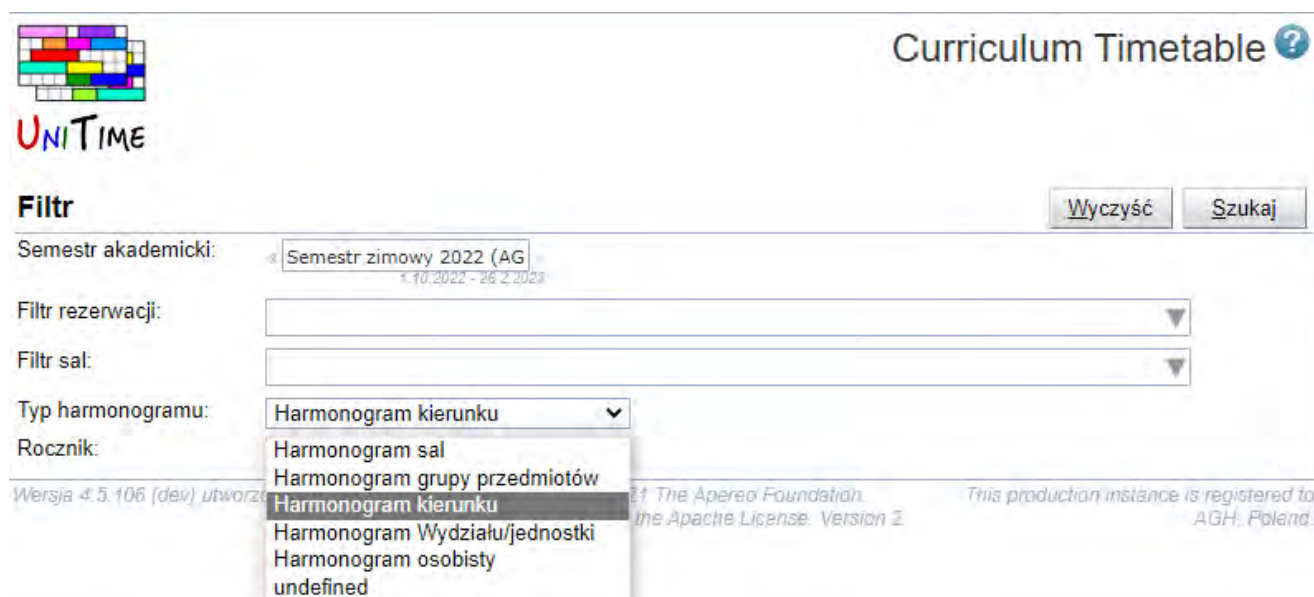 Curriculum Timetable ?
UNITIME
Filtr
Wyczyść
Szukaj
Semestr akademicki:
« Semestr zimowy 2022 (AG
1.10.2022 - 26.2.2023
Filtr rezerwacji:
Filtr sal:
Typ harmonogramu:
Harmonogram kierunku
Rocznik:
Harmonogram sal
Harmonogram grupy przedmiotów
Harmonogram kierunku
Harmonogram Wydziału/jednostki
Harmonogram osobisty
undefined
Wersja 4.5.106 (dev) utworzo
21 The Apereo Foundation.
the Apache License, Version 2.
This production instance is registered to
AGH, Poland.